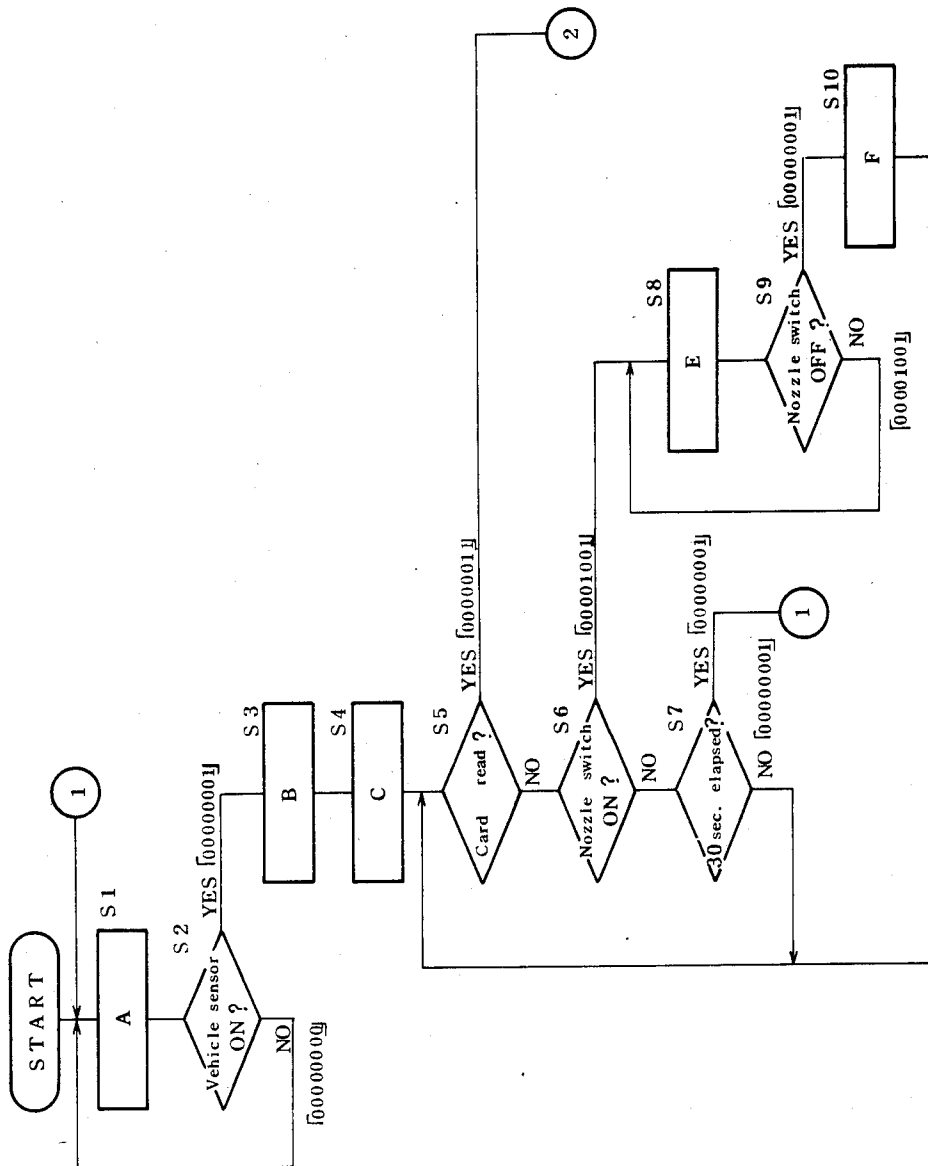 START
1
A
S1
Vehicle sensor
ON ?
S2
YES ｢00000001｣
NO
｢00000000｣
B
S3
C
S4
Card read ?
S5
YES ｢00000011｣
2
NO
Nozzle switch
ON ?
S6
YES ｢00001001｣
NO
30 sec. elapsed?
S7
YES ｢00000000｣
1
NO ｢00000001｣
E
S8
Nozzle switch
OFF ?
S9
YES ｢00000001｣
NO
｢00001001｣
F
S10